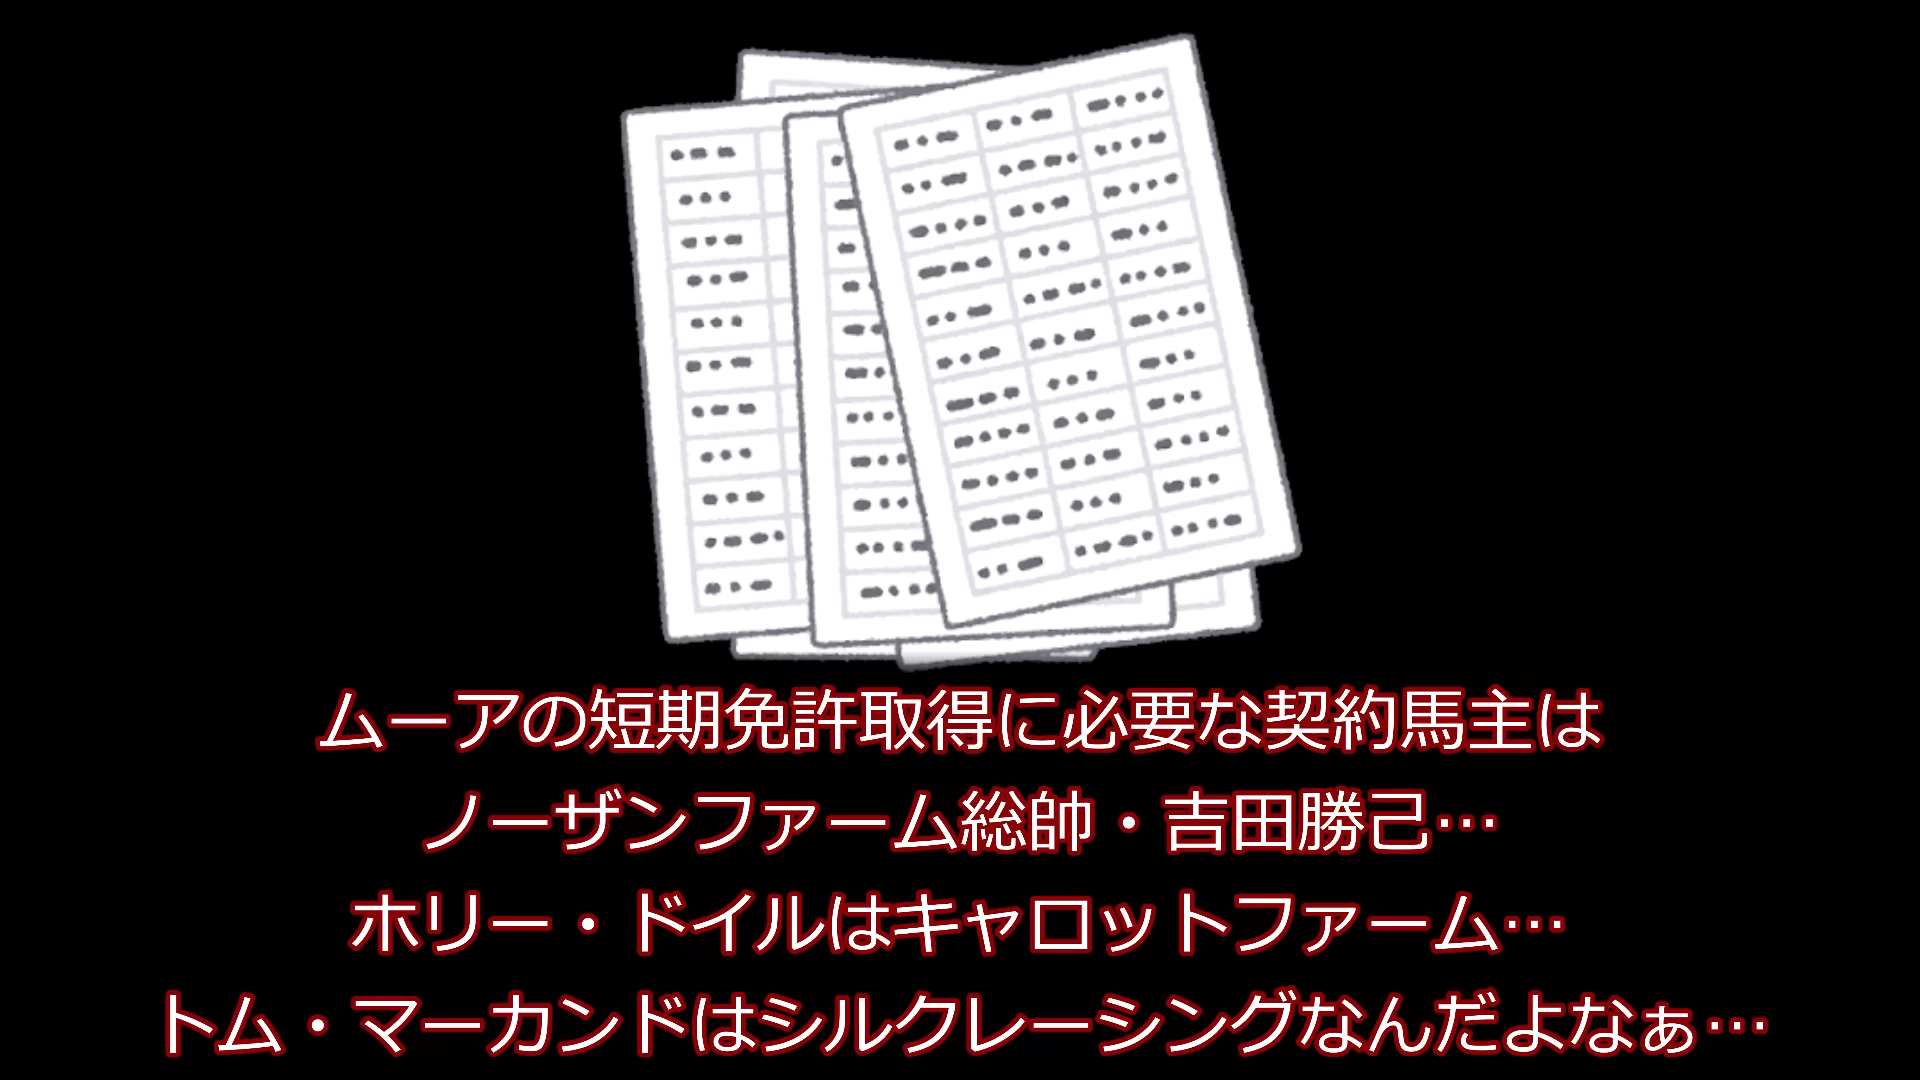 ムーアの短期免許取得に必要な契約馬主は
ノーザンファーム総帥・吉田勝己…
ホリー・ドイルはキャロットファーム…
トム・マーカンドはシルクレーシングなんだよなぁ…